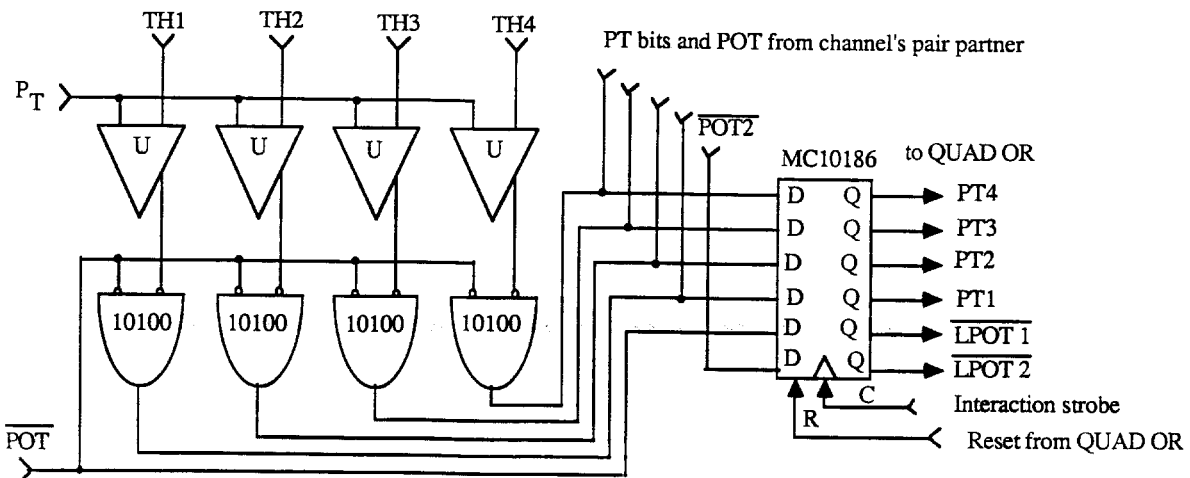 TH1 TH2 TH3 TH4
PT bits and POT from channel's pair partner
P_T
POT2
U U U U
MC10186 to QUAD OR
D Q PT4
D Q PT3
D Q PT2
D Q PT1
D Q LPOT 1
D Q LPOT 2
10100 10100 10100 10100
C Interaction strobe
R Reset from QUAD OR
POT